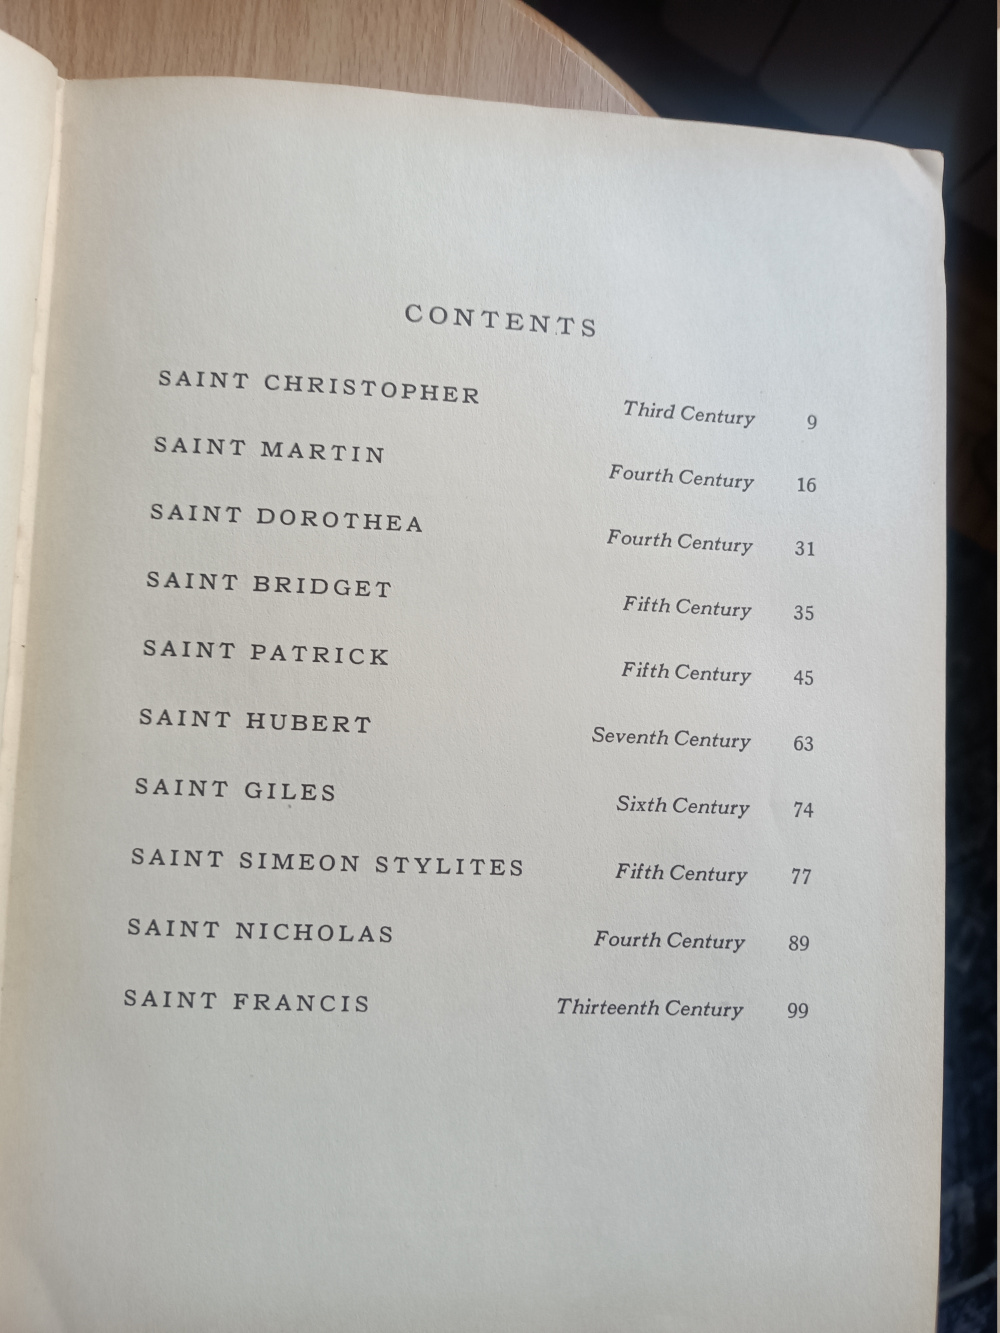 CONTENTS
SAINT CHRISTOPHER Third Century 9
SAINT MARTIN Fourth Century 16
SAINT DOROTHEA Fourth Century 31
SAINT BRIDGET Fifth Century 35
SAINT PATRICK Fifth Century 45
SAINT HUBERT Seventh Century 63
SAINT GILES Sixth Century 74
SAINT SIMEON STYLITES Fifth Century 77
SAINT NICHOLAS Fourth Century 89
SAINT FRANCIS Thirteenth Century 99